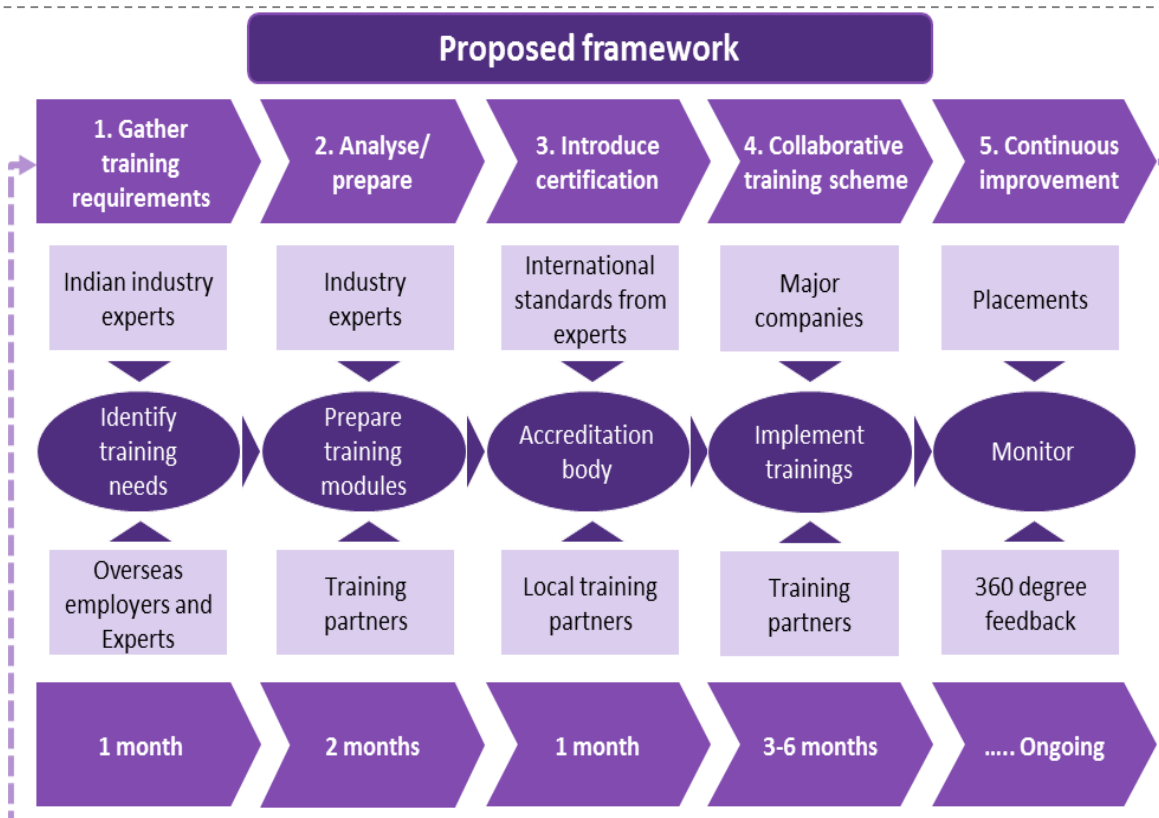 Proposed framework
1. Gather
training
requirements
2. Analyse/
prepare
3. Introduce
certification
4. Collaborative
training scheme
5. Continuous
improvement
Indian industry
experts
Industry
experts
International
standards from
experts
Major
companies
Placements
Identify
training
needs
Prepare
training
modules
Accreditation
body
Implement
trainings
Monitor
Overseas
employers and
Experts
Training
partners
Local training
partners
Training
partners
360 degree
feedback
1 month
2 months
1 month
3-6 months
..... Ongoing